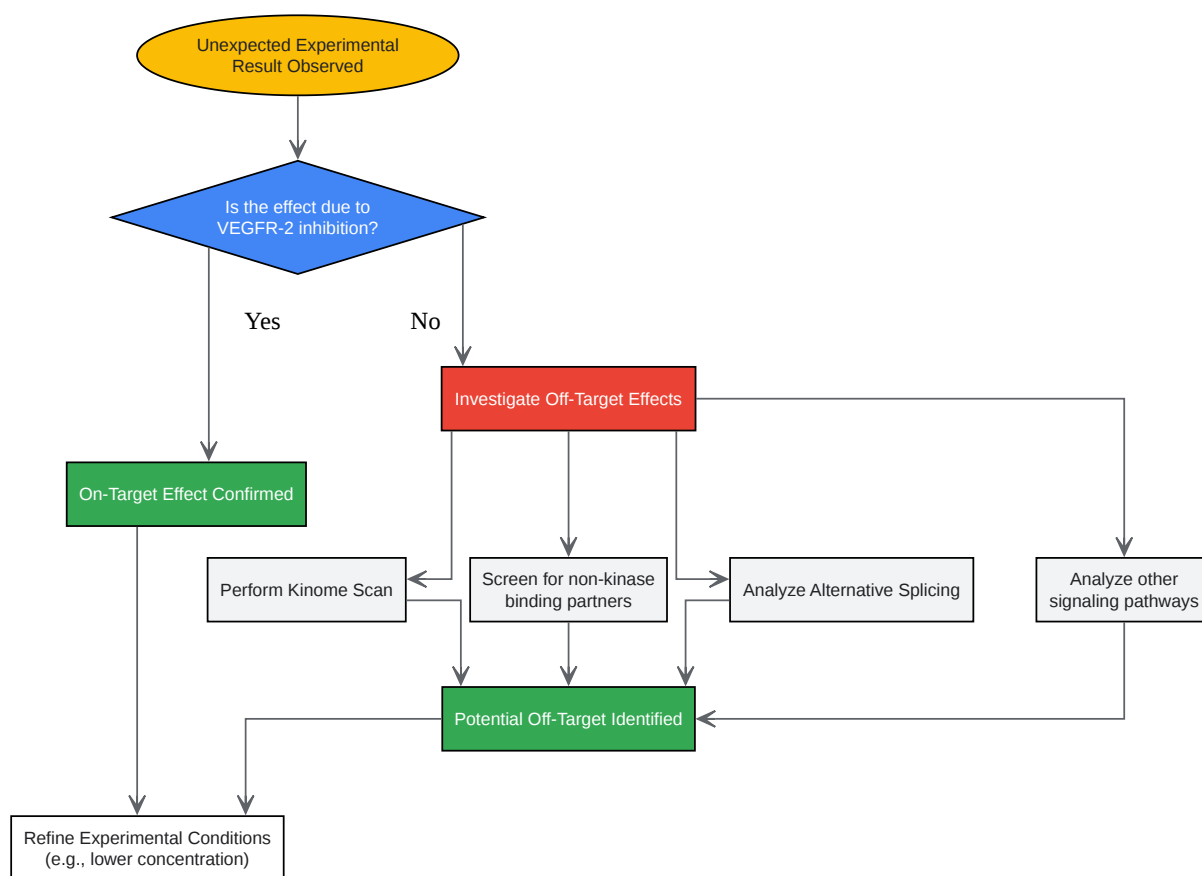 Unexpected Experimental
Result Observed
Is the effect due to
VEGFR-2 inhibition?
Yes
No
Investigate Off-Target Effects
On-Target Effect Confirmed
Perform Kinome Scan
Screen for non-kinase
binding partners
Analyze Alternative Splicing
Analyze other
signaling pathways
Potential Off-Target Identified
Refine Experimental Conditions
(e.g., lower concentration)